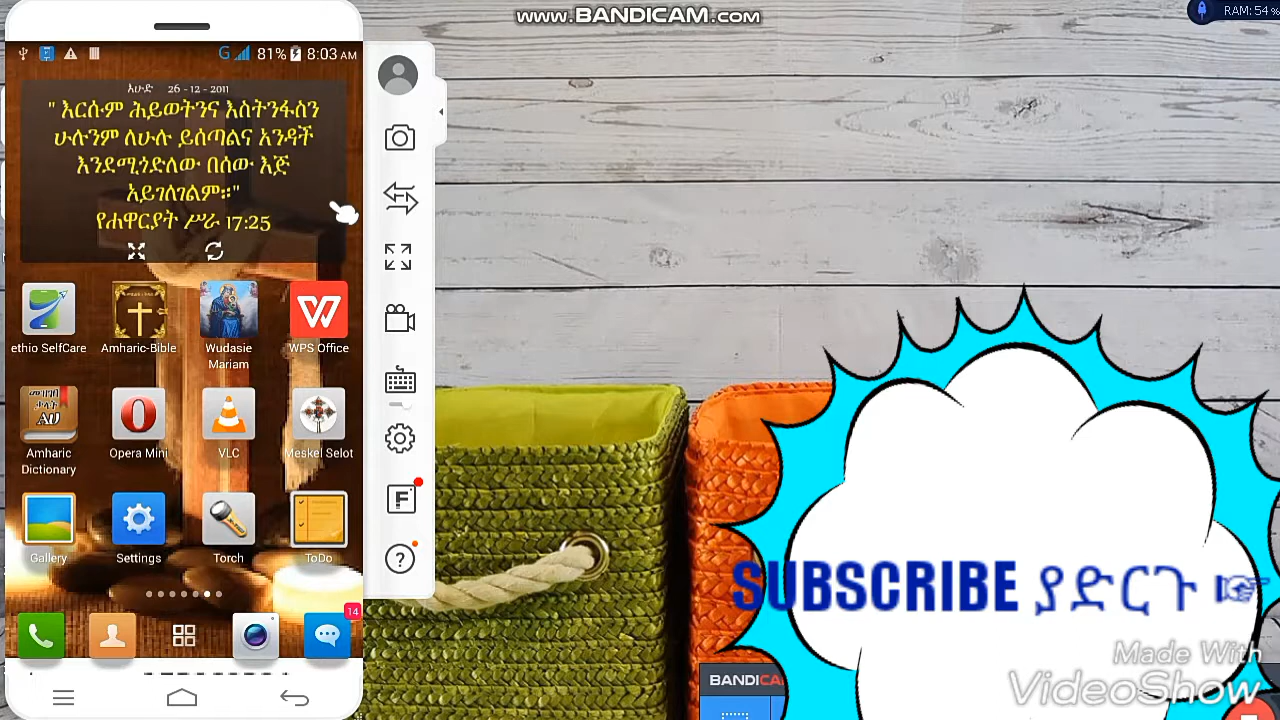 www.BANDICAM.com
RAM: 54 %
G 81% 8:03 AM
እሁድ 26 - 12 - 2011
" እርሱም ሕይወትንና እስትንፋስን
ሁሉንም ለሁሉ ይሰጣልና አንዳች
እንደሚጎድለው በሰው እጅ
አይገለገልም።"
የሐዋርያት ሥራ 17:25
ethio SelfCare
Amharic-Bible
Wudasie
Mariam
WPS Office
Amharic
Dictionary
Opera Mini
VLC
Meskel Selot
Gallery
Settings
Torch
ToDo
14
SUBSCRIBE ያድርጉ
Made With
VideoShow